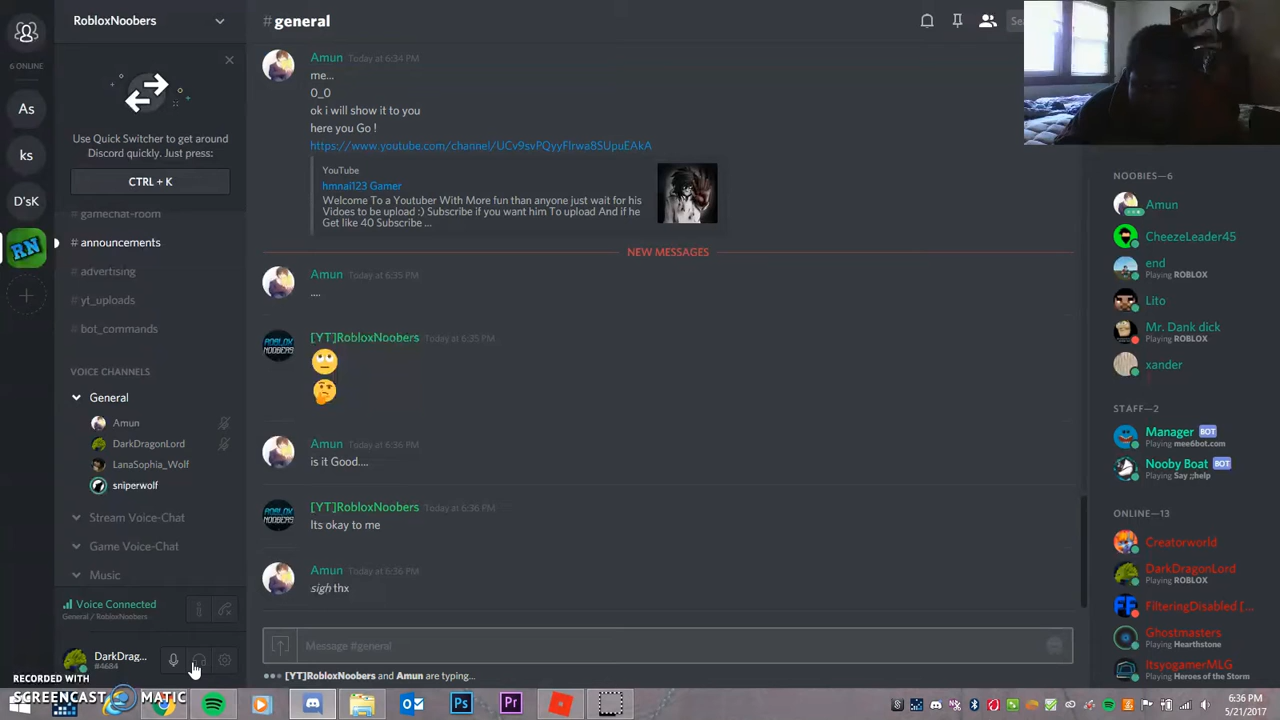 RobloxNoobers
6 ONLINE
As
ks
D'sK
RN
Use Quick Switcher to get around
Discord quickly. Just press:
CTRL + K
gamechat-room
# announcements
# advertising
# yt_uploads
# bot_commands
VOICE CHANNELS
General
Amun
DarkDragonLord
LanaSophia_Wolf
sniperwolf
Stream Voice-Chat
Game Voice-Chat
Music
Voice Connected
General / RobloxNoobers
DarkDrag...
#4684
#general
Amun Today at 6:34 PM
me...
0_0
ok i will show it to you
here you Go !
https://www.youtube.com/channel/UCv9svPQyyFlrwa8SUpuEAkA
YouTube
hmnai123 Gamer
Welcome To a Youtuber With More fun than anyone just wait for his
Vidoes to be upload :) Subscribe if you want him To upload And if he
Get like 40 Subscribe ...
NEW MESSAGES
Amun Today at 6:35 PM
....
[YT]RobloxNoobers Today at 6:35 PM
Amun Today at 6:36 PM
is it Good....
[YT]RobloxNoobers Today at 6:36 PM
Its okay to me
Amun Today at 6:36 PM
sigh thx
Message #general
[YT]RobloxNoobers and Amun are typing...
Sea
NOOBIES—6
Amun
CheezeLeader45
end
Playing ROBLOX
Lito
Mr. Dank dick
Playing ROBLOX
xander
STAFF—2
Manager BOT
Playing mee6bot.com
Nooby Boat BOT
Playing Say ;;help
ONLINE—13
Creatorworld
DarkDragonLord
Playing ROBLOX
FilteringDisabled [...
Ghostmasters
Playing Hearthstone
ItsyogamerMLG
Playing Heroes of the Storm
RECORDED WITH
SCREENCAST MATIC
Ps
Pr
6:36 PM
5/21/2017